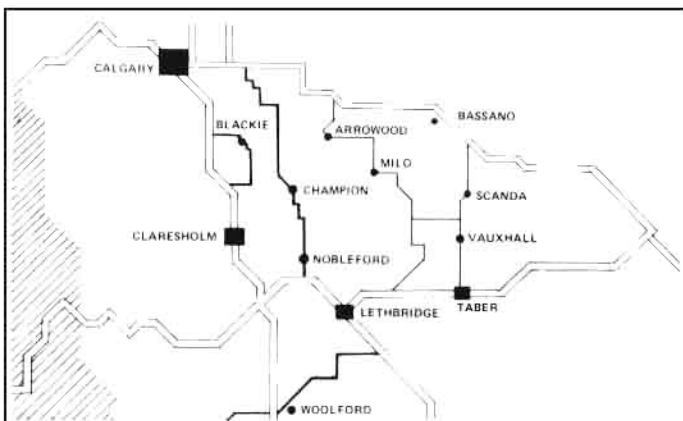 CALGARY
BLACKIE
ARROWOOD
BASSANO
MILO
CHAMPION
SCANDA
CLARESHOLM
VAUXHALL
NOBLEFORD
LETHBRIDGE
TABER
WOOLFORD